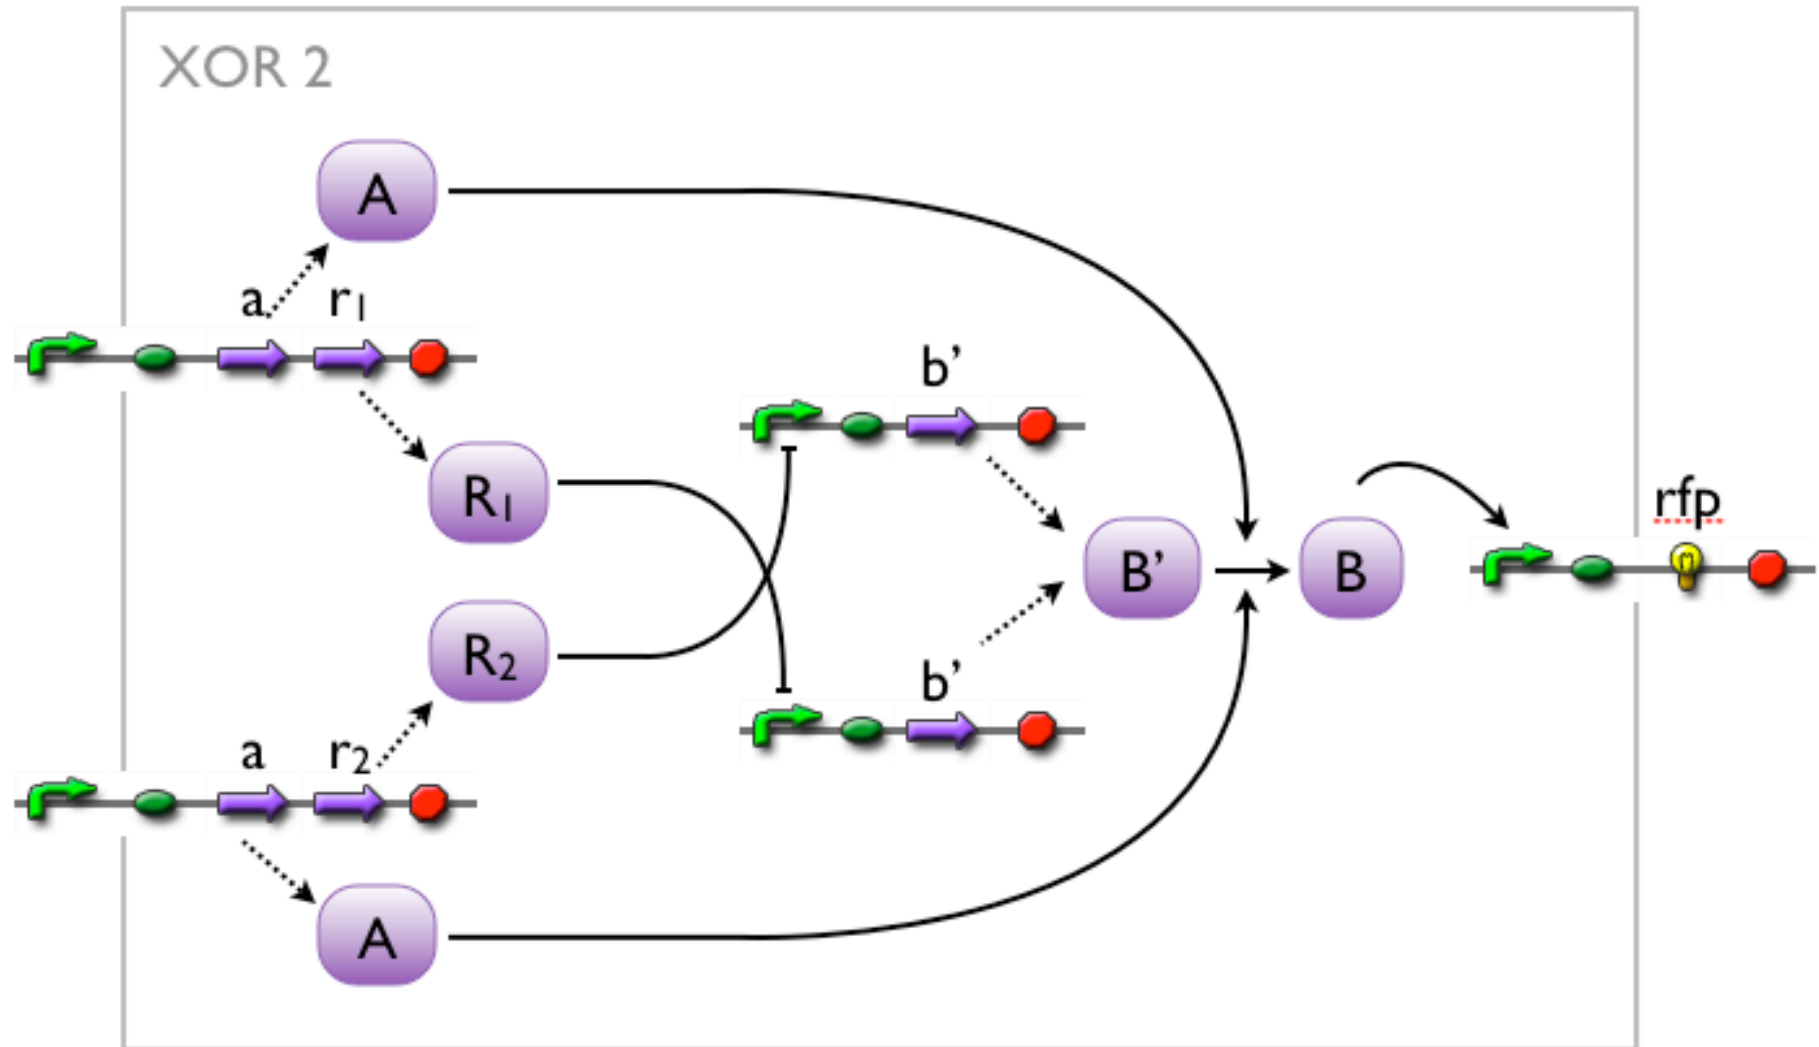 XOR 2
A
a r₁
b’
R₁
rfp
B’ B
R₂
b’
a r₂
A